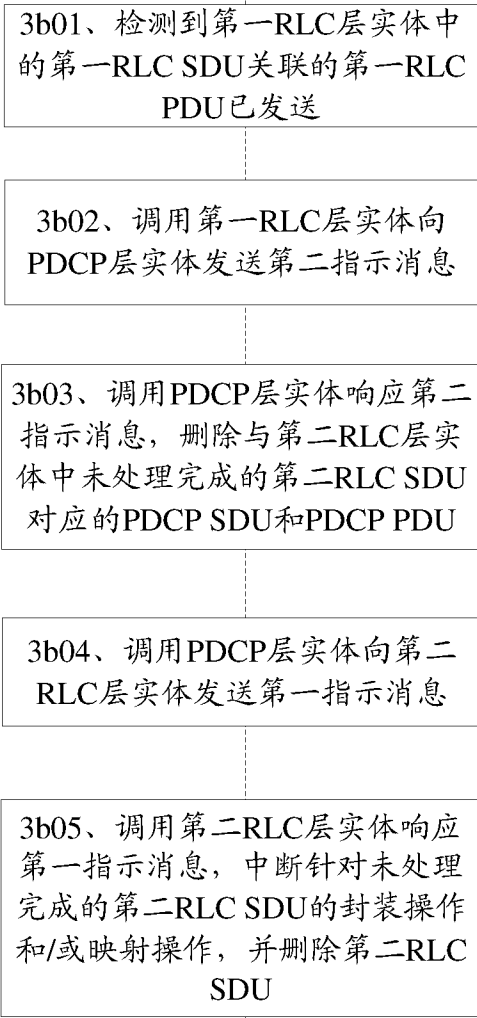 3b01、检测到第一RLC层实体中
的第一RLC SDU关联的第一RLC
PDU已发送
3b02、调用第一RLC层实体向
PDCP层实体发送第二指示消息
3b03、调用PDCP层实体响应第二
指示消息，删除与第二RLC层实
体中未处理完成的第二RLC SDU
对应的PDCP SDU和PDCP PDU
3b04、调用PDCP层实体向第二
RLC层实体发送第一指示消息
3b05、调用第二RLC层实体响应
第一指示消息，中断针对未处理
完成的第二RLC SDU的封装操作
和/或映射操作，并删除第二RLC
SDU